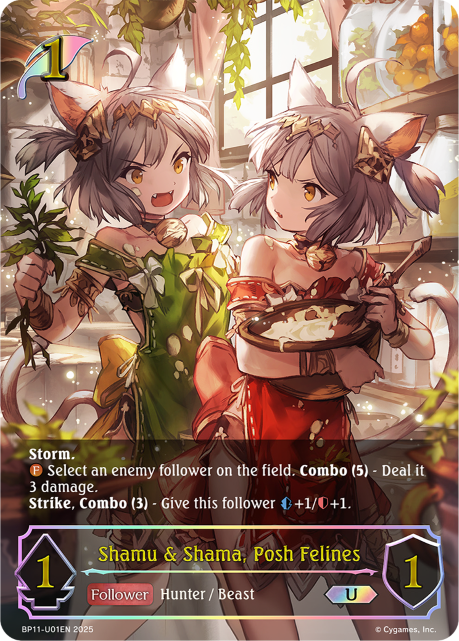 1
Storm.
F Select an enemy follower on the field. Combo (5) - Deal it
3 damage.
Strike, Combo (3) - Give this follower +1/+1.
Shamu & Shama, Posh Felines
1
1
Follower Hunter / Beast U
BP11-U01EN 2025 © Cygames, Inc.